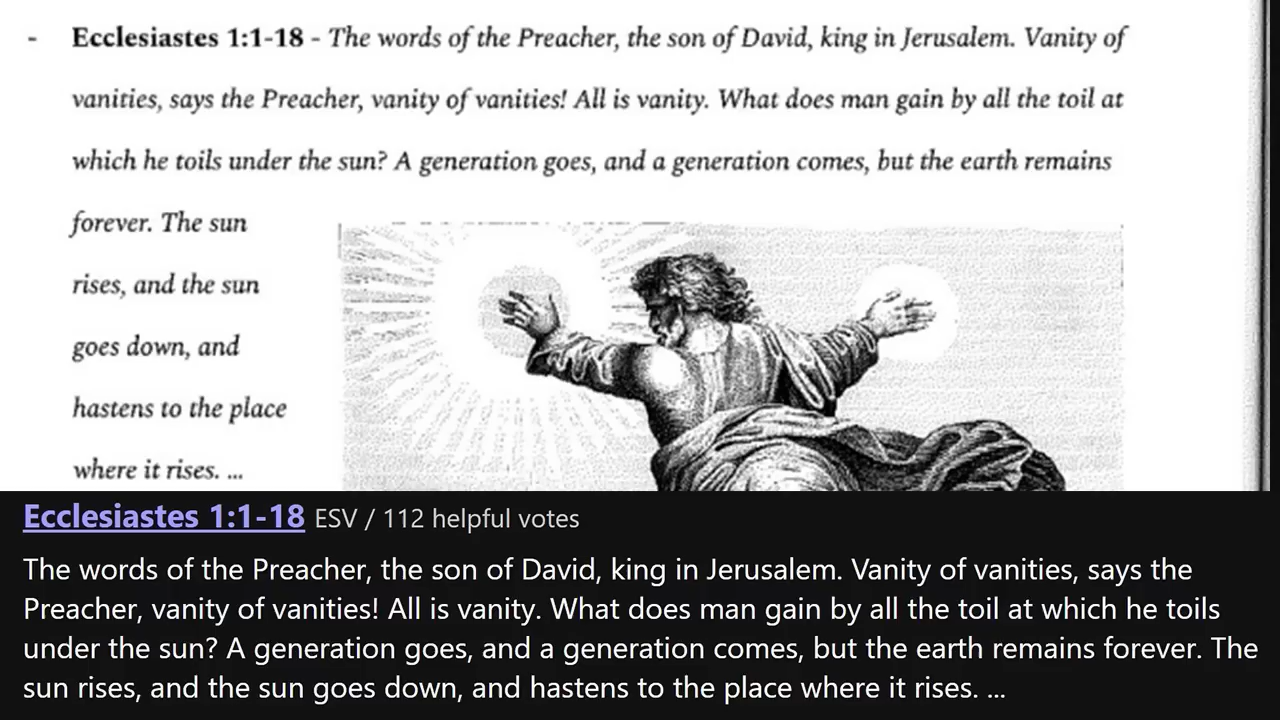 - Ecclesiastes 1:1-18 - The words of the Preacher, the son of David, king in Jerusalem. Vanity of
vanities, says the Preacher, vanity of vanities! All is vanity. What does man gain by all the toil at
which he toils under the sun? A generation goes, and a generation comes, but the earth remains
forever. The sun
rises, and the sun
goes down, and
hastens to the place
where it rises. ...
Ecclesiastes 1:1-18 ESV / 112 helpful votes
The words of the Preacher, the son of David, king in Jerusalem. Vanity of vanities, says the
Preacher, vanity of vanities! All is vanity. What does man gain by all the toil at which he toils
under the sun? A generation goes, and a generation comes, but the earth remains forever. The
sun rises, and the sun goes down, and hastens to the place where it rises. ...